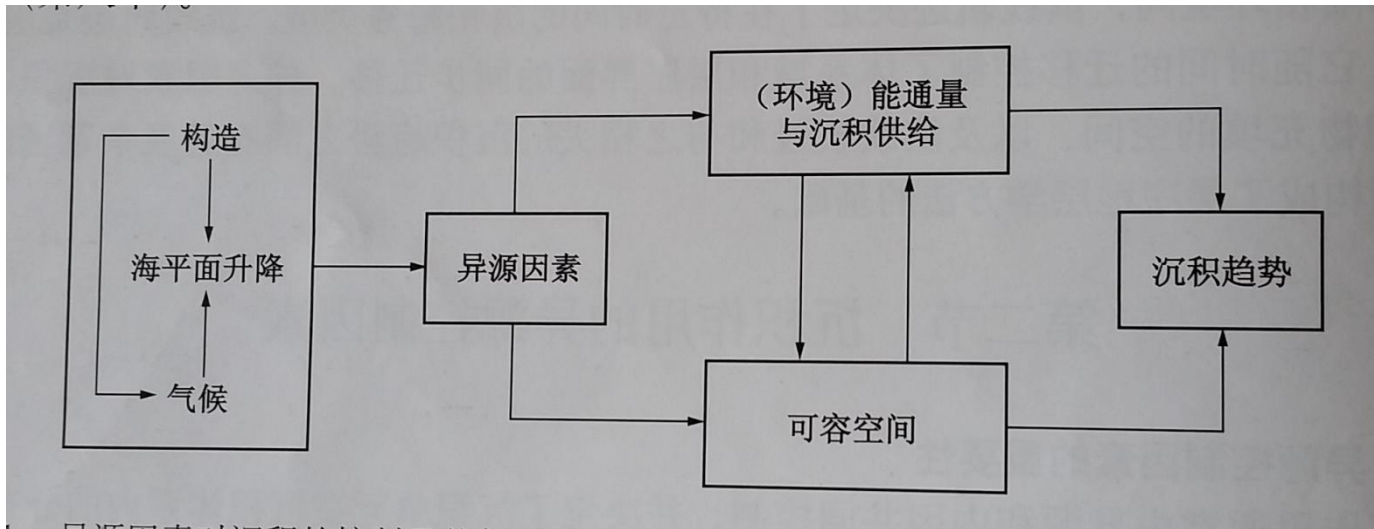 构造
海平面升降
气候
异源因素
（环境）能通量
与沉积供给
可容空间
沉积趋势